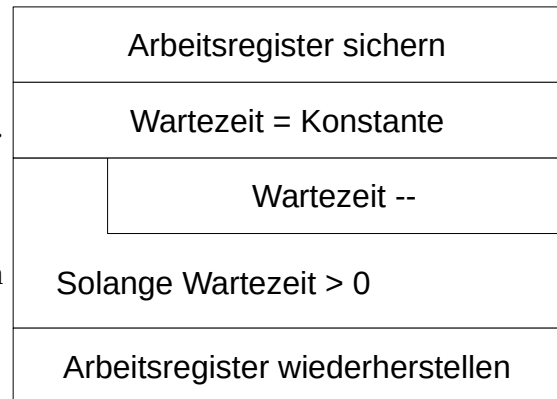 Arbeitsregister sichern
Wartezeit = Konstante
Wartezeit --
Solange Wartezeit > 0
Arbeitsregister wiederherstellen